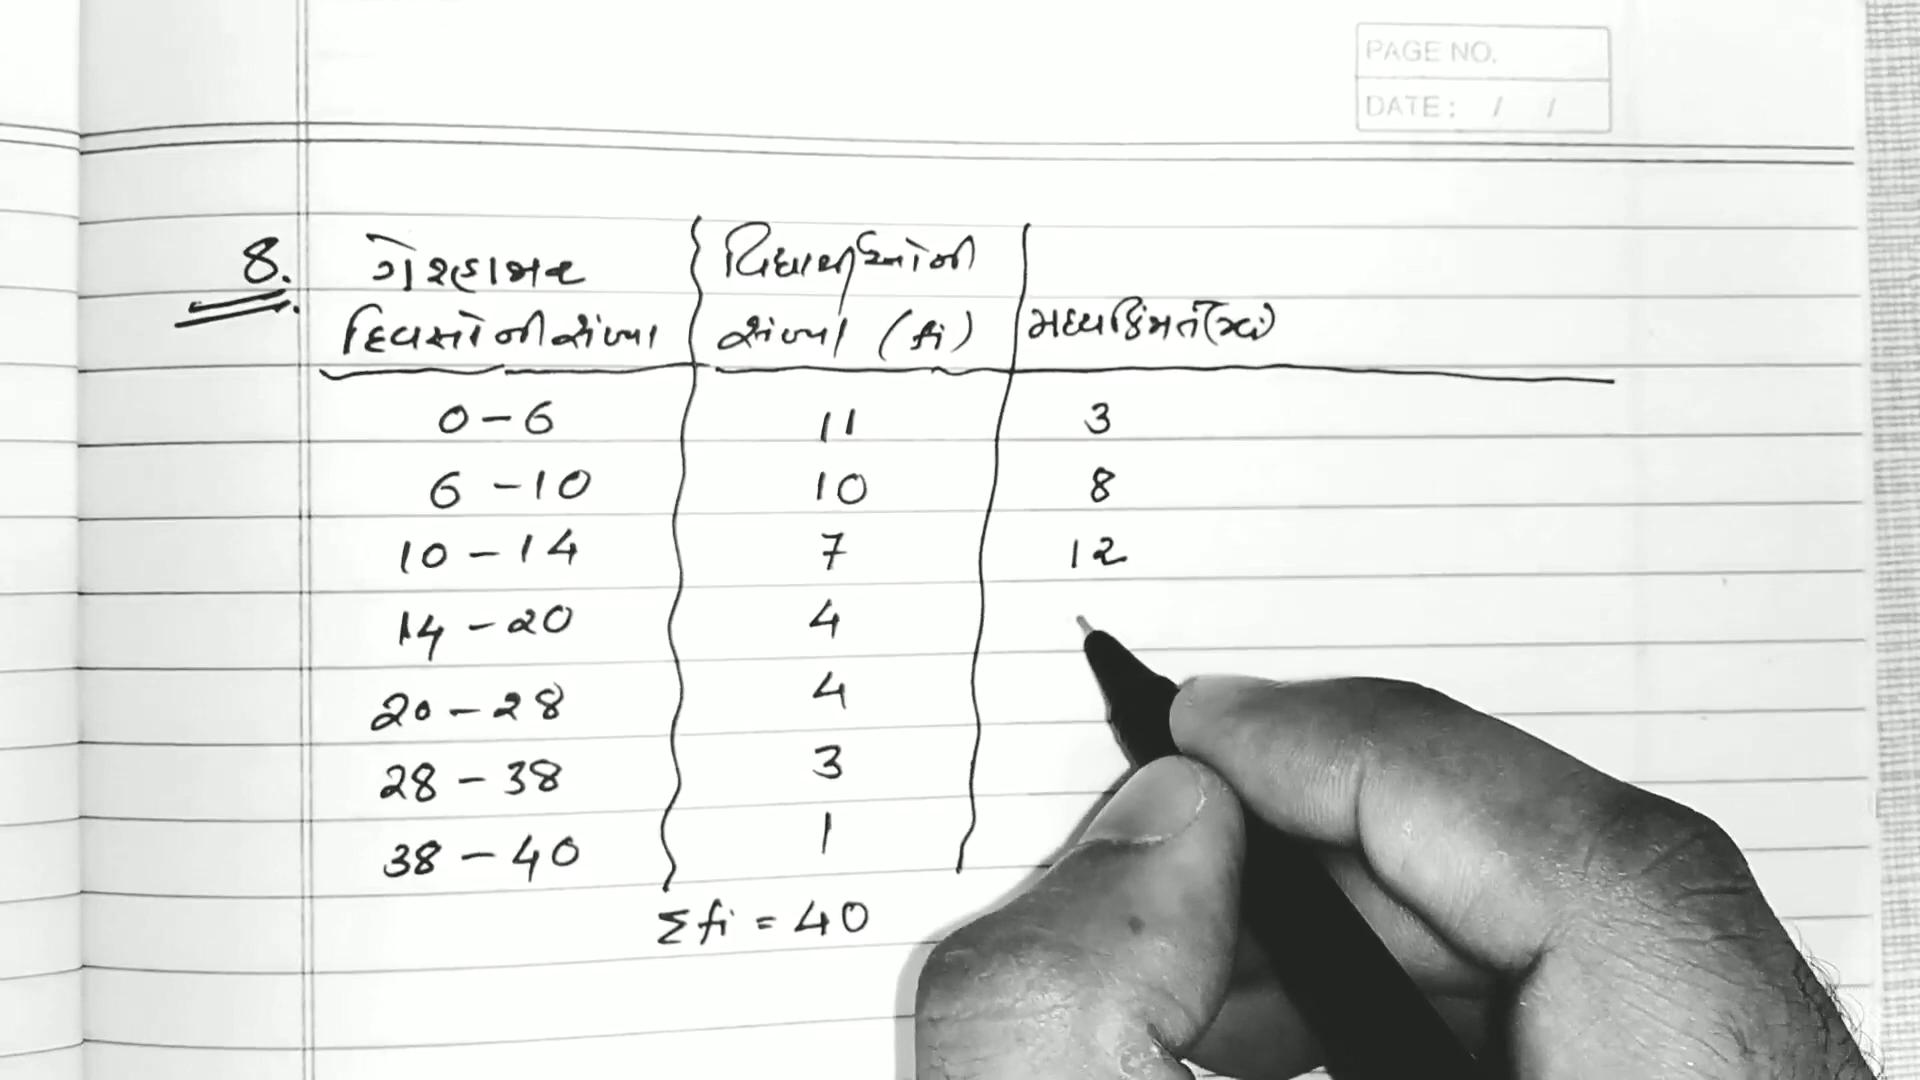 PAGE NO.
DATE: / /
8. ગેરહાજર વિદ્યાર્થીઓની
દિવસોની સંખ્યા સંખ્યા (fi) મધ્યકિંમત (xi)
0-6 11 3
6-10 10 8
10-14 7 12
14-20 4
20-28 4
28-38 3
38-40 1
Σfi = 40